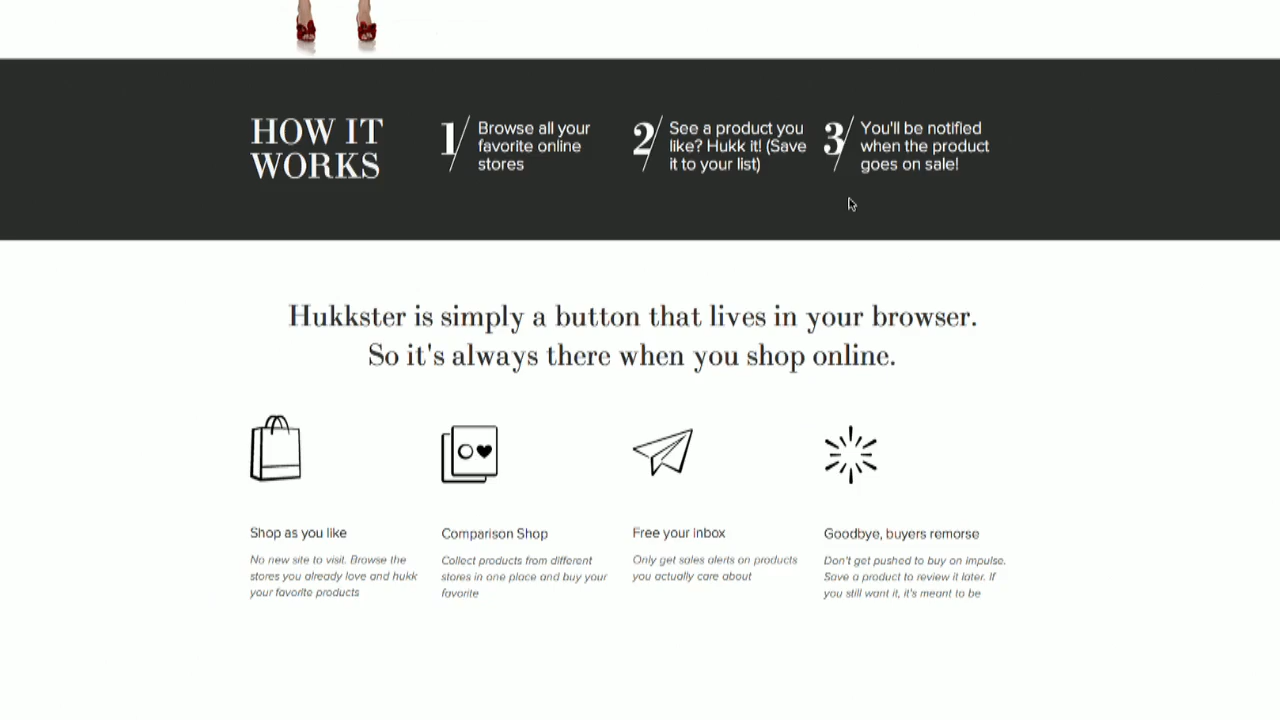 HOW IT
WORKS
1
Browse all your
favorite online
stores
2
See a product you
like? Hukk it! (Save
it to your list)
3
You'll be notified
when the product
goes on sale!
Hukkster is simply a button that lives in your browser.
So it's always there when you shop online.
Shop as you like
No new site to visit. Browse the
stores you already love and hukk
your favorite products
Comparison Shop
Collect products from different
stores in one place and buy your
favorite
Free your inbox
Only get sales alerts on products
you actually care about
Goodbye, buyers remorse
Don't get pushed to buy on impulse.
Save a product to review it later. If
you still want it, it's meant to be